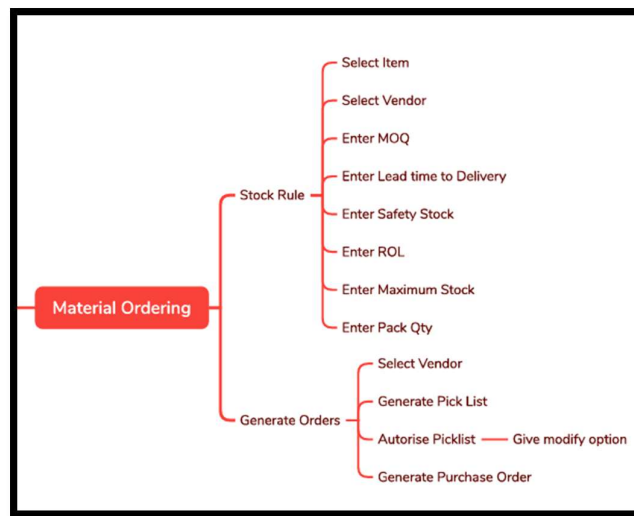 Select Item
Select Vendor
Enter MOQ
Enter Lead time to Delivery
Stock Rule
Enter Safety Stock
Enter ROL
Enter Maximum Stock
Enter Pack Qty
Material Ordering
Select Vendor
Generate Pick List
Generate Orders
Autorise Picklist
Give modify option
Generate Purchase Order